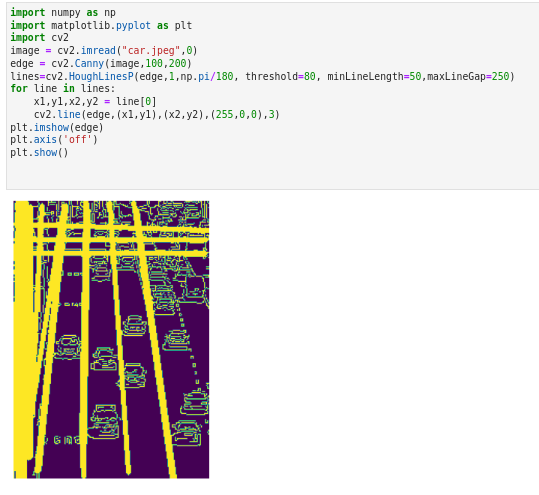 import numpy as np
import matplotlib.pyplot as plt
import cv2
image = cv2.imread("car.jpeg",0)
edge = cv2.Canny(image,100,200)
lines=cv2.HoughLinesP(edge,1,np.pi/180, threshold=80, minLineLength=50,maxLineGap=250)
for line in lines:
    x1,y1,x2,y2 = line[0]
    cv2.line(edge,(x1,y1),(x2,y2),(255,0,0),3)
plt.imshow(edge)
plt.axis('off')
plt.show()